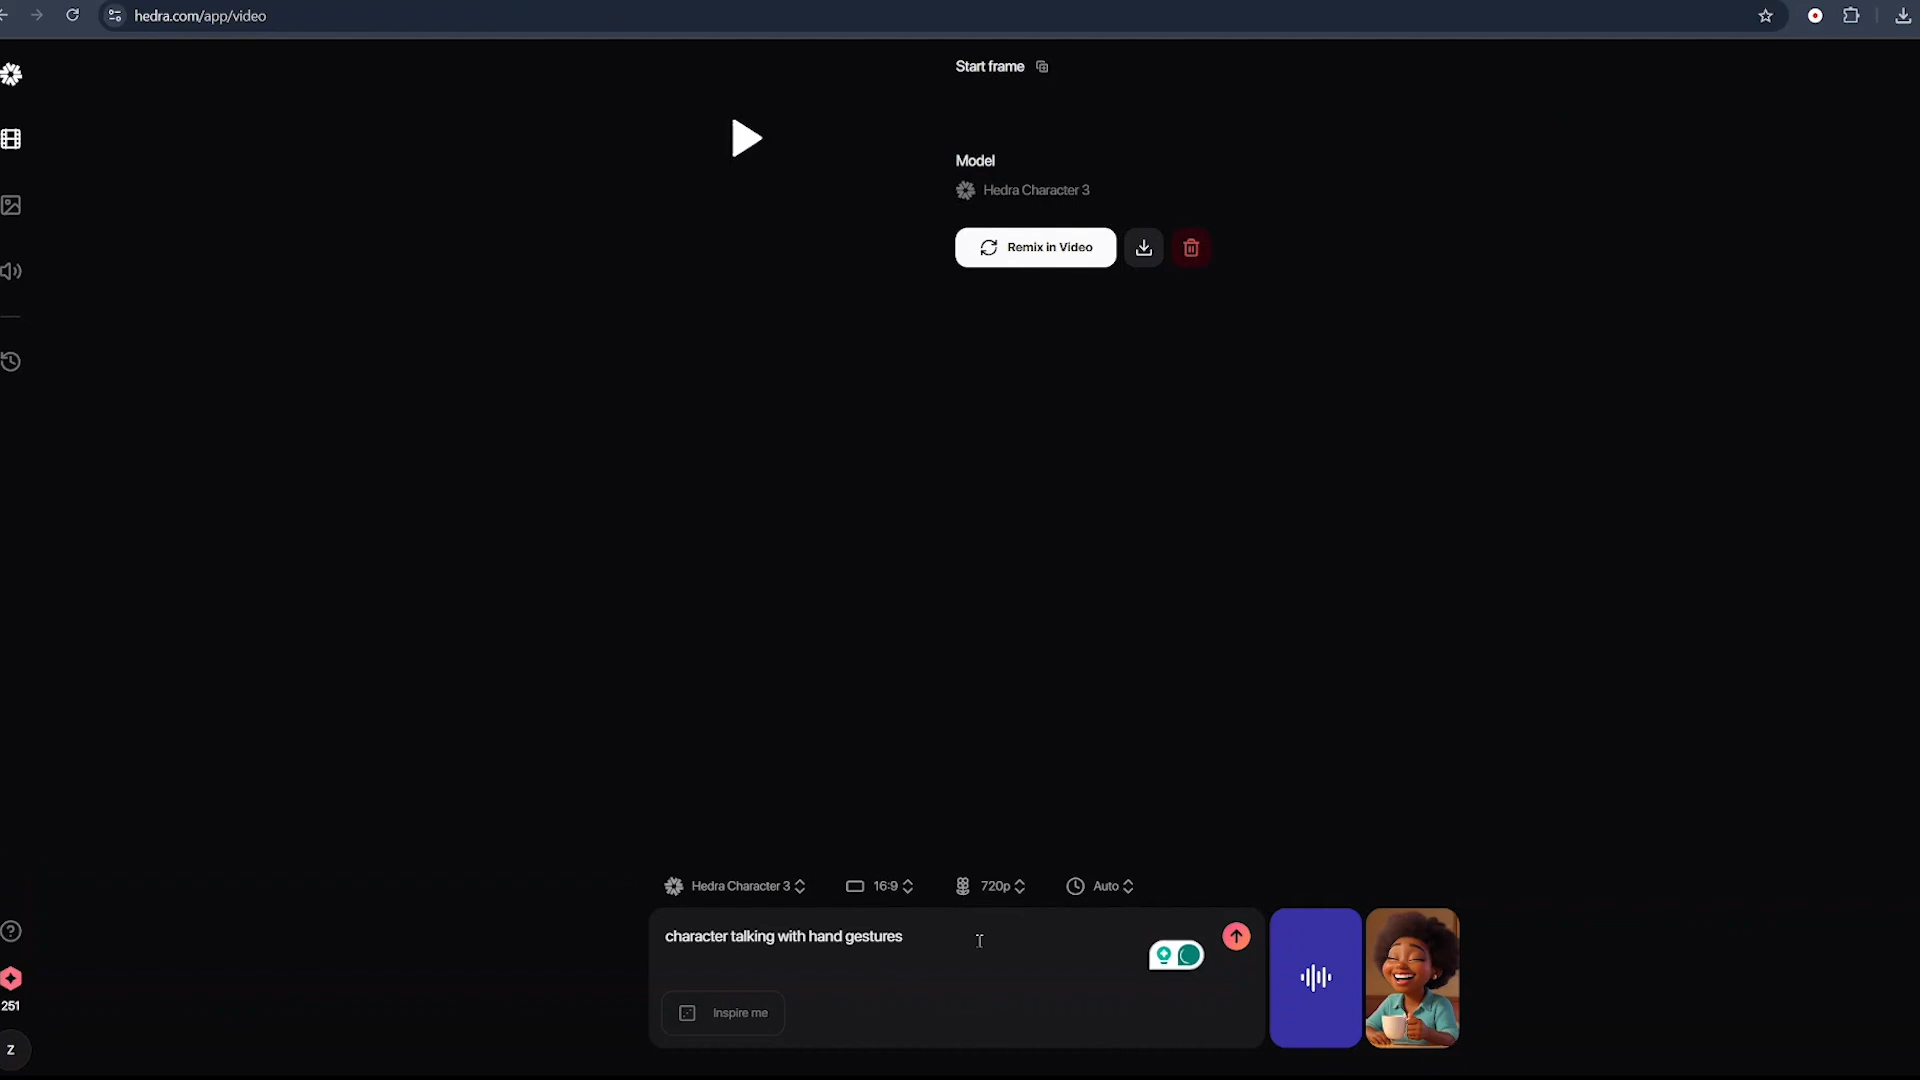 hedra.com/app/video
Start frame
Model
Hedra Character 3
Remix in Video
Hedra Character 3
16:9
720p
Auto
character talking with hand gestures
Inspire me
251
Z